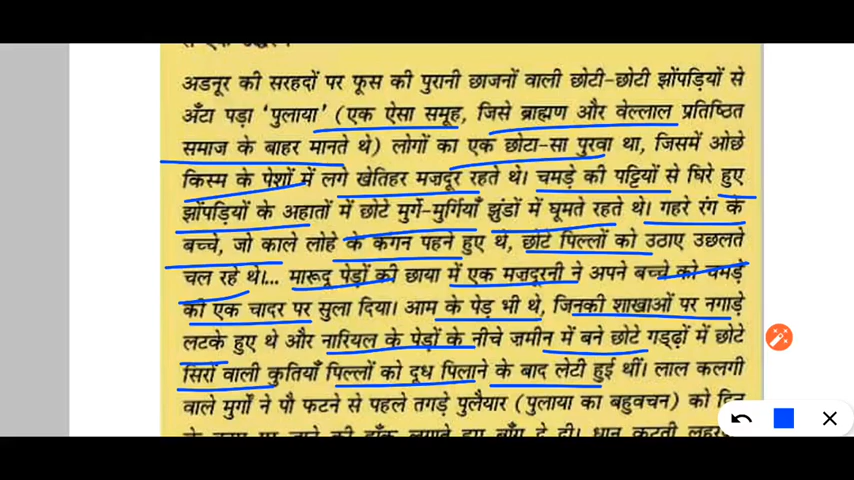 अडनूर की सरहदों पर फूस की पुरानी छाजनों वाली छोटी-छोटी झोंपड़ियों से
अँटा पड़ा 'पुलाया' (एक ऐसा समूह, जिसे ब्राह्मण और वेल्लाल प्रतिष्ठित
समाज के बाहर मानते थे) लोगों का एक छोटा-सा पुरवा था, जिसमें ओछे
किस्म के पेशों में लगे खेतिहर मज़दूर रहते थे। चमड़े की पट्टियों से घिरे हुए
झोंपड़ियों के अहातों में छोटे मुर्गे-मुर्गियाँ झुंडों में घूमते रहते थे। गहरे रंग के
बच्चे, जो काले लोहे के कंगन पहने हुए थे, छोटे पिल्लों को उठाए उछलते
चल रहे थे।... मारूदू पेड़ों की छाया में एक मज़दूरनी ने अपने बच्चे को चमड़े
की एक चादर पर सुला दिया। आम के पेड़ भी थे, जिनकी शाखाओं पर नगाड़े
लटके हुए थे और नारियल के पेड़ों के नीचे ज़मीन में बने छोटे गड्ढ़ों में छोटे
सिरों वाली कुतियाँ पिल्लों को दूध पिलाने के बाद लेटी हुई थीं। लाल कलगी
वाले मुर्गों ने पौ फटने से पहले तगड़े पुलैयार (पुलाया का बहुवचन) को